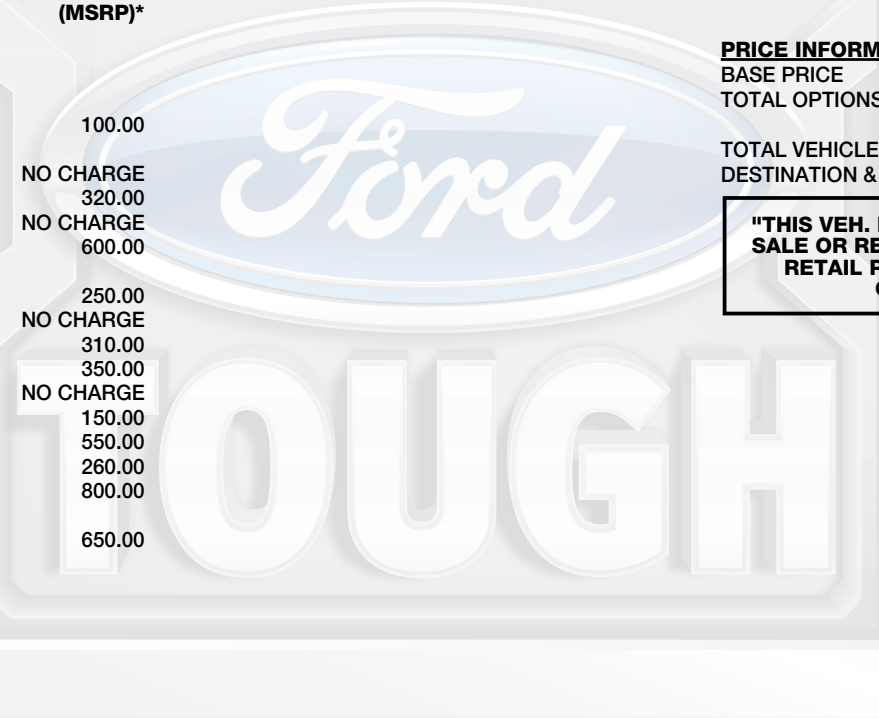 (MSRP)*
100.00
NO CHARGE
320.00
NO CHARGE
600.00
250.00
NO CHARGE
310.00
350.00
NO CHARGE
150.00
550.00
260.00
800.00
650.00
PRICE INFORM
BASE PRICE
TOTAL OPTIONS
TOTAL VEHICLE
DESTINATION &
"THIS VEH.
SALE OR RE
RETAIL P
Ford
TOUGH